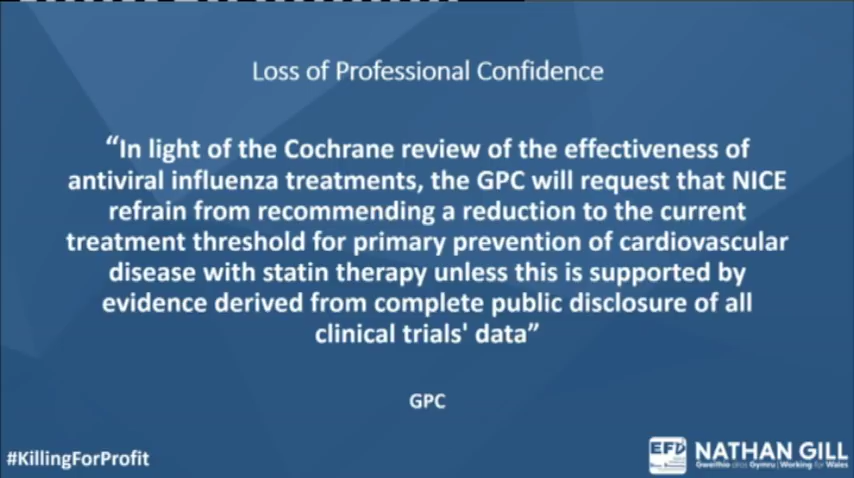 Loss of Professional Confidence
“In light of the Cochrane review of the effectiveness of
antiviral influenza treatments, the GPC will request that NICE
refrain from recommending a reduction to the current
treatment threshold for primary prevention of cardiovascular
disease with statin therapy unless this is supported by
evidence derived from complete public disclosure of all
clinical trials' data”
GPC
#KillingForProfit
EFD
NATHAN GILL
Gweithio dros Gymru | Working for Wales